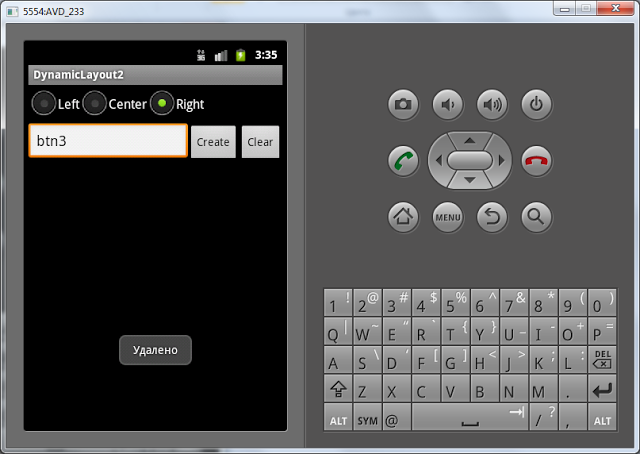 5554:AVD_233
3G 3:35
DynamicLayout2
Left Center Right
btn3 Create Clear
Удалено
MENU
1 ! 2 @ 3 # 4 $ 5 % 6 ^ 7 & 8 * 9 ( 0 )
Q | W ~ E " R ` T { Y } U _ I - O + P =
A S \ D ' F [ G ] H < J > K ; L : DEL
Z X C V B N M .
ALT SYM @ / ? , ALT